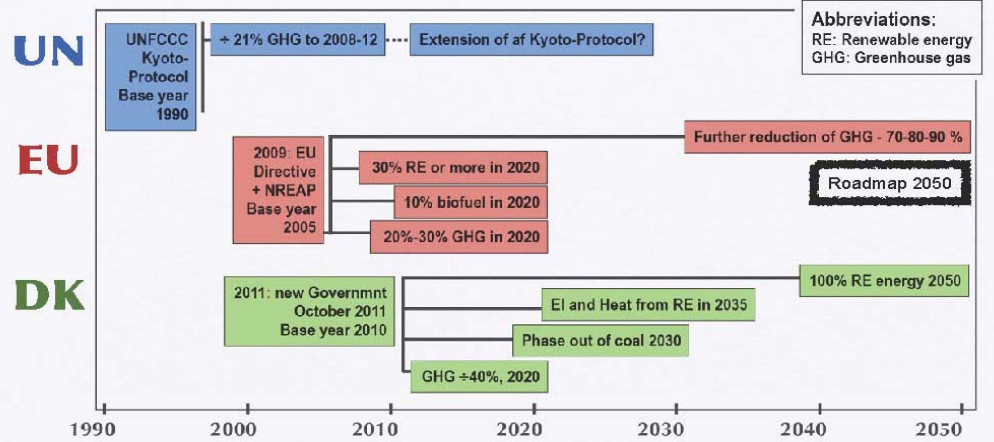 UN
UNFCCC
Kyoto-
Protocol
Base year
1990
÷ 21% GHG to 2008-12
Extension of af Kyoto-Protocol?
Abbreviations:
RE: Renewable energy
GHG: Greenhouse gas
EU
2009: EU
Directive
+ NREAP
Base year
2005
Further reduction of GHG - 70-80-90 %
30% RE or more in 2020
10% biofuel in 2020
20%-30% GHG in 2020
Roadmap 2050
DK
2011: new Governmnt
October 2011
Base year 2010
100% RE energy 2050
El and Heat from RE in 2035
Phase out of coal 2030
GHG ÷40%, 2020
1990 2000 2010 2020 2030 2040 2050